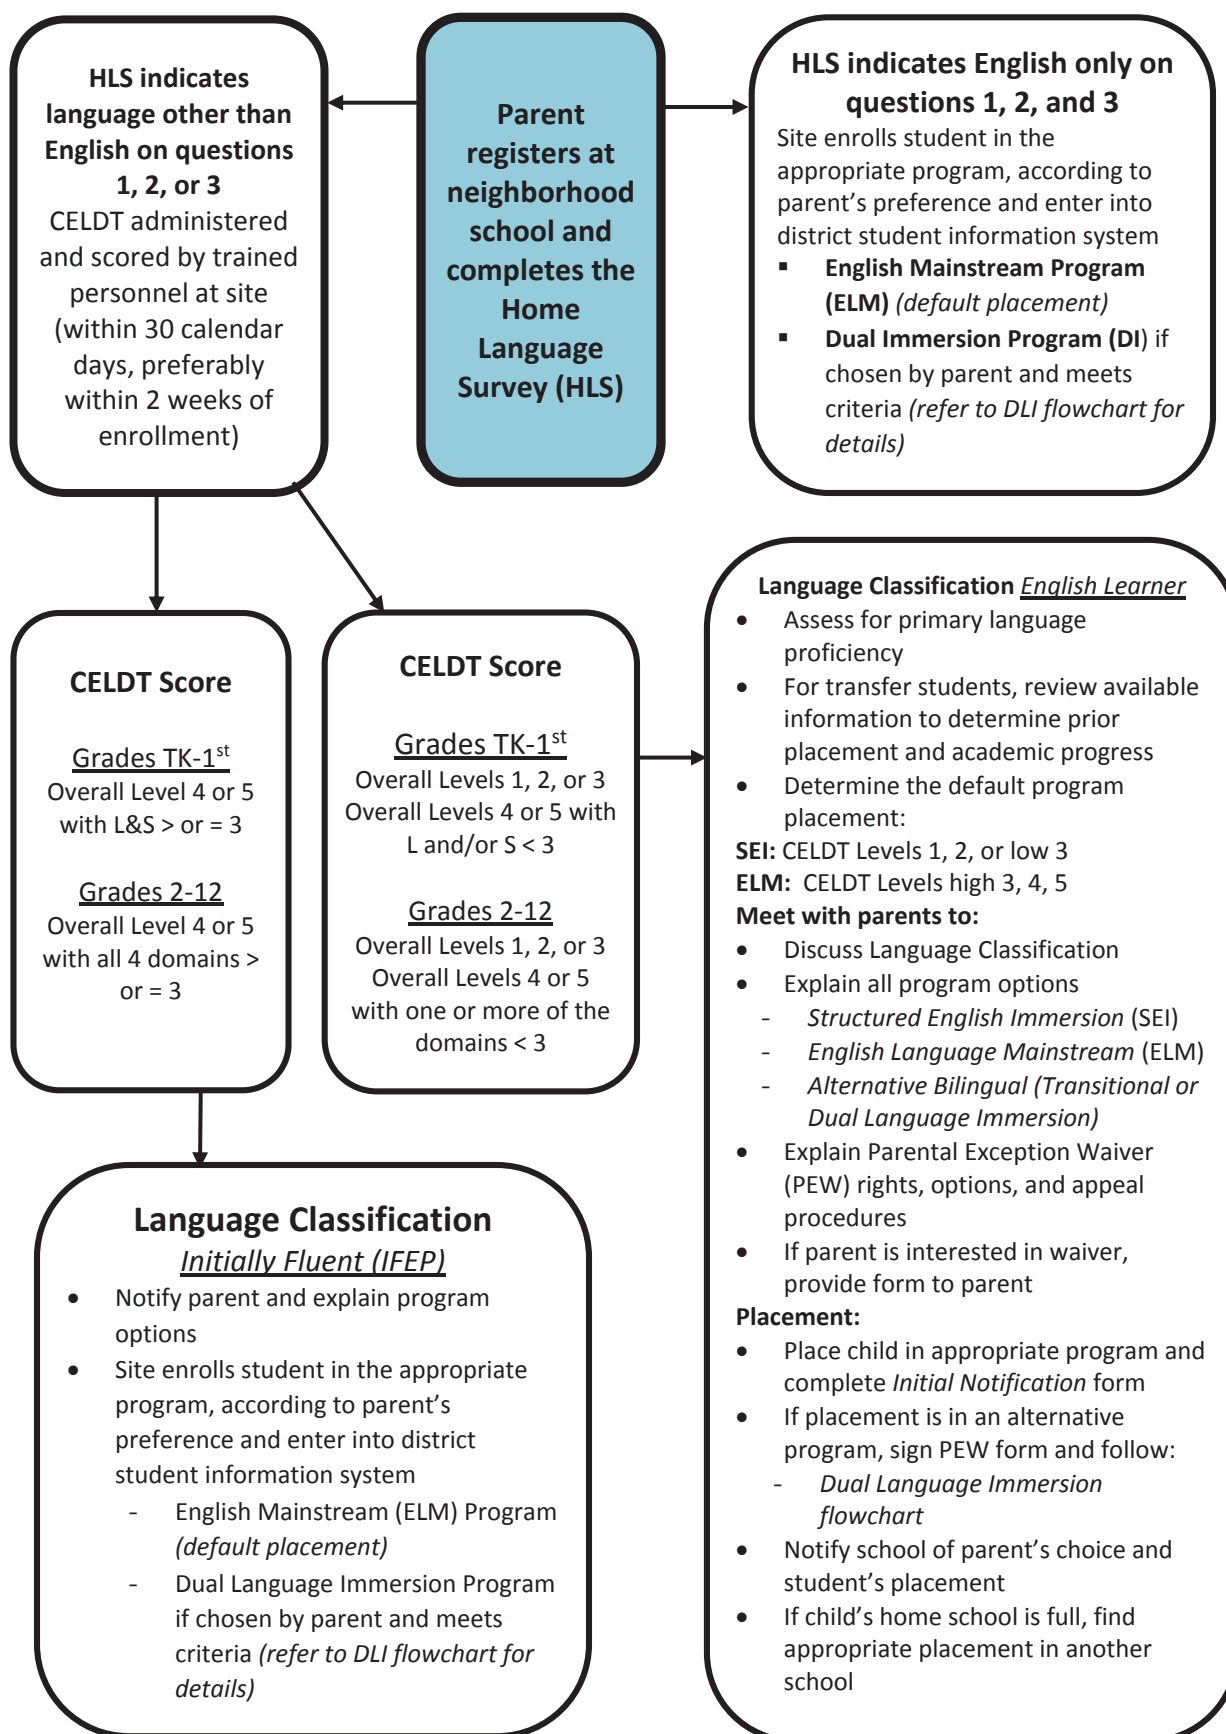 HLS indicates
language other than
English on questions
1, 2, or 3
CELDT administered
and scored by trained
personnel at site
(within 30 calendar
days, preferably
within 2 weeks of
enrollment)
Parent
registers at
neighborhood
school and
completes the
Home
Language
Survey (HLS)
HLS indicates English only on
questions 1, 2, and 3
Site enrolls student in the
appropriate program, according to
parent’s preference and enter into
district student information system
▪ English Mainstream Program
(ELM) (default placement)
▪ Dual Immersion Program (DI) if
chosen by parent and meets
criteria (refer to DLI flowchart for
details)
CELDT Score
Grades TK-1st
Overall Level 4 or 5
with L&S > or = 3
Grades 2-12
Overall Level 4 or 5
with all 4 domains >
or = 3
CELDT Score
Grades TK-1st
Overall Levels 1, 2, or 3
Overall Levels 4 or 5 with
L and/or S < 3
Grades 2-12
Overall Levels 1, 2, or 3
Overall Levels 4 or 5
with one or more of the
domains < 3
Language Classification English Learner
• Assess for primary language
proficiency
• For transfer students, review available
information to determine prior
placement and academic progress
• Determine the default program
placement:
SEI: CELDT Levels 1, 2, or low 3
ELM: CELDT Levels high 3, 4, 5
Meet with parents to:
• Discuss Language Classification
• Explain all program options
- Structured English Immersion (SEI)
- English Language Mainstream (ELM)
- Alternative Bilingual (Transitional or
Dual Language Immersion)
• Explain Parental Exception Waiver
(PEW) rights, options, and appeal
procedures
• If parent is interested in waiver,
provide form to parent
Placement:
• Place child in appropriate program and
complete Initial Notification form
• If placement is in an alternative
program, sign PEW form and follow:
- Dual Language Immersion
flowchart
• Notify school of parent’s choice and
student’s placement
• If child’s home school is full, find
appropriate placement in another
school
Language Classification
Initially Fluent (IFEP)
• Notify parent and explain program
options
• Site enrolls student in the appropriate
program, according to parent’s
preference and enter into district
student information system
- English Mainstream (ELM) Program
(default placement)
- Dual Language Immersion Program
if chosen by parent and meets
criteria (refer to DLI flowchart for
details)